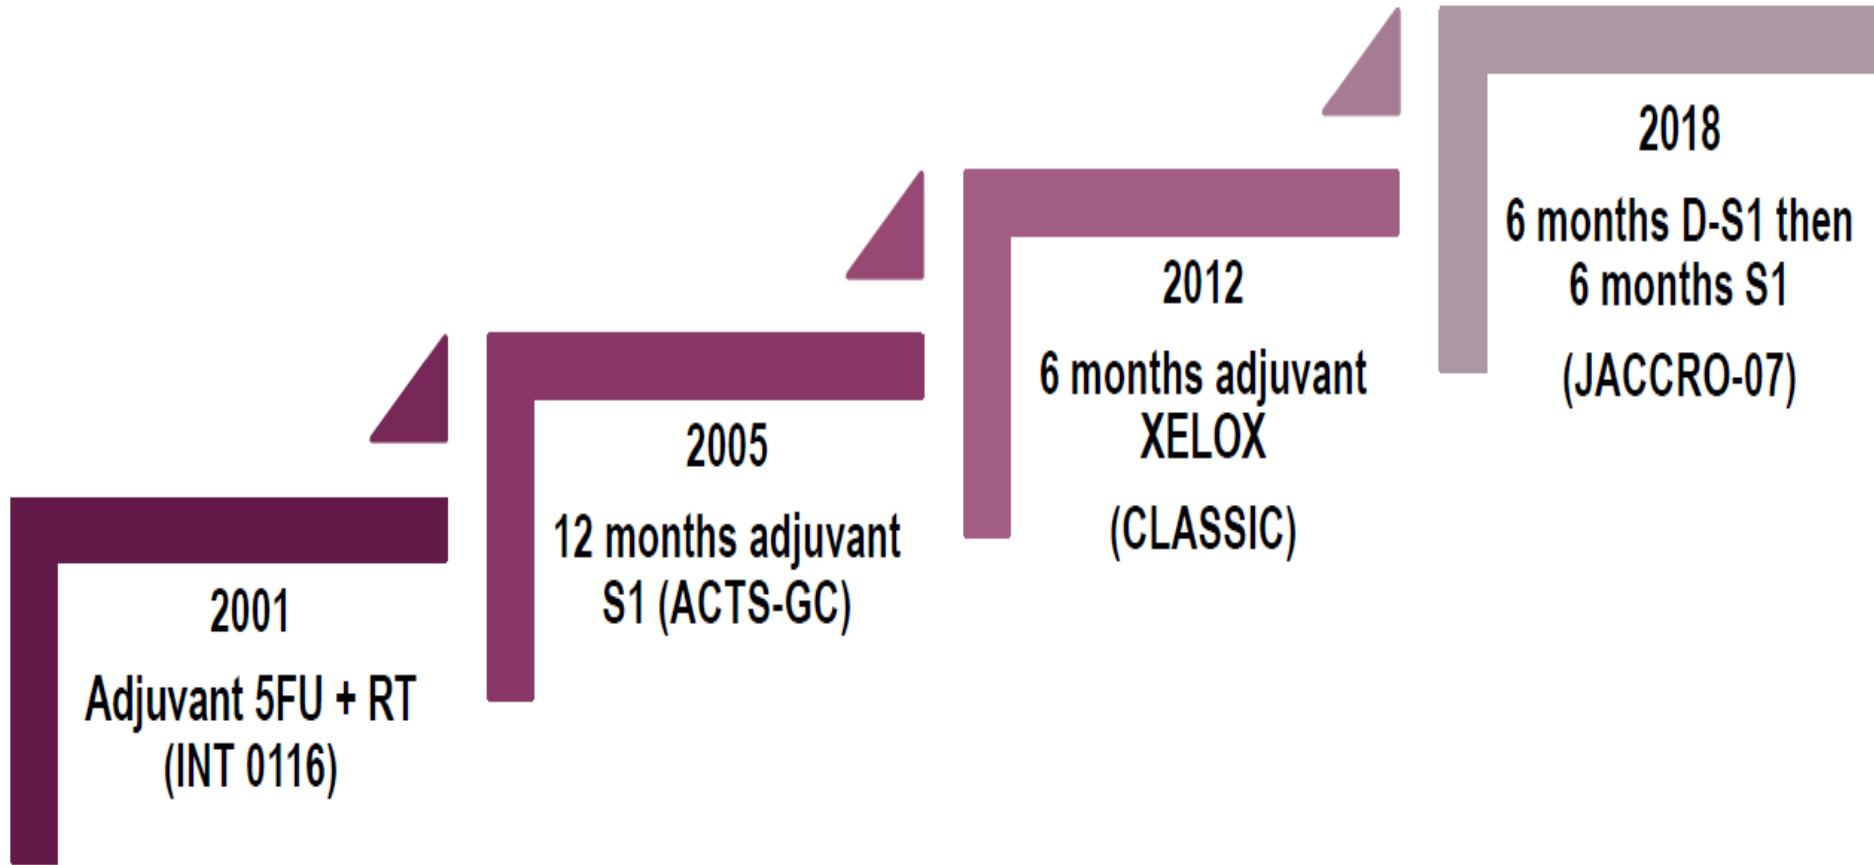 2001
Adjuvant 5FU + RT
(INT 0116)
2005
12 months adjuvant
S1 (ACTS-GC)
2012
6 months adjuvant
XELOX
(CLASSIC)
2018
6 months D-S1 then
6 months S1
(JACCRO-07)